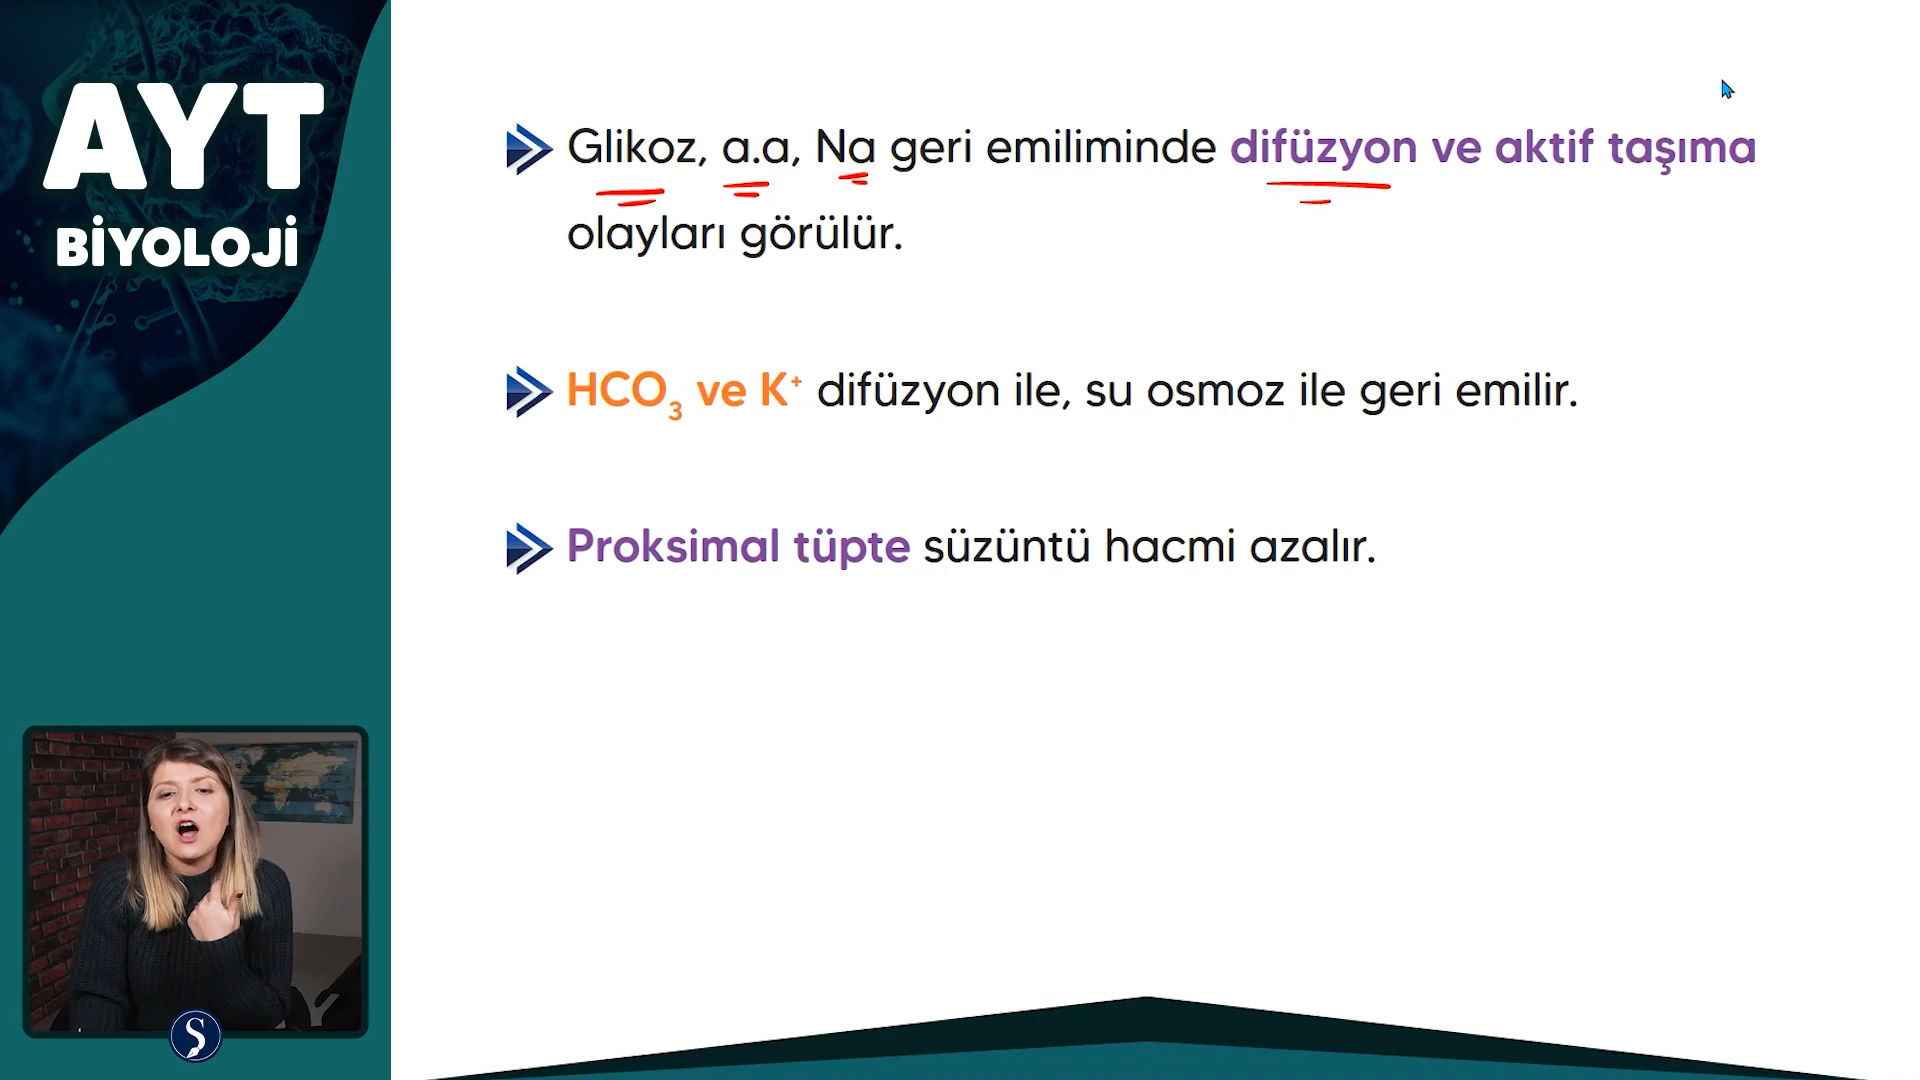 AYT
BİYOLOJİ
Glikoz, a.a, Na geri emiliminde difüzyon ve aktif taşıma
olayları görülür.
HCO₃ ve K⁺ difüzyon ile, su osmoz ile geri emilir.
Proksimal tüpte süzüntü hacmi azalır.
S